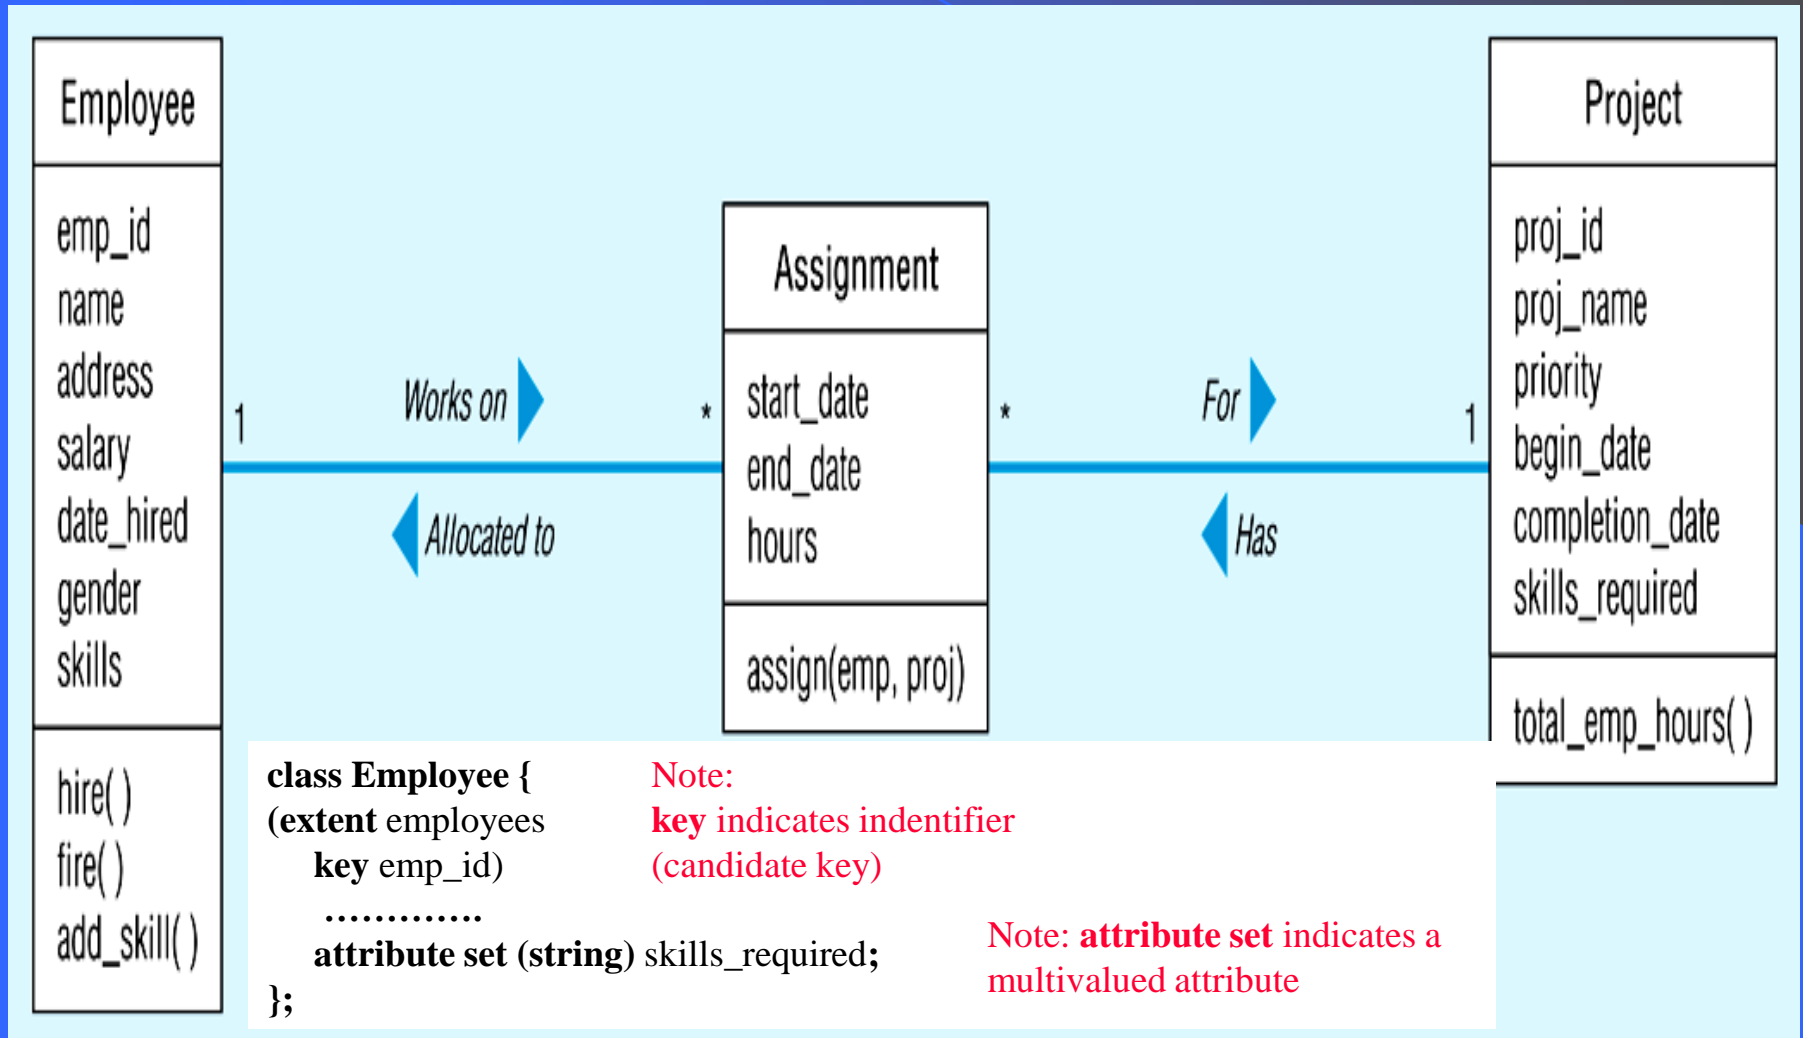 Employee
emp_id
name
address
salary
date_hired
gender
skills
hire( )
fire( )
add_skill( )
1
Works on
*
Allocated to
Assignment
start_date
end_date
hours
assign(emp, proj)
*
For
1
Has
Project
proj_id
proj_name
priority
begin_date
completion_date
skills_required
total_emp_hours( )
class Employee {
(extent employees
key emp_id)
………….
attribute set (string) skills_required;
};
Note:
key indicates indentifier
(candidate key)
Note: attribute set indicates a
multivalued attribute